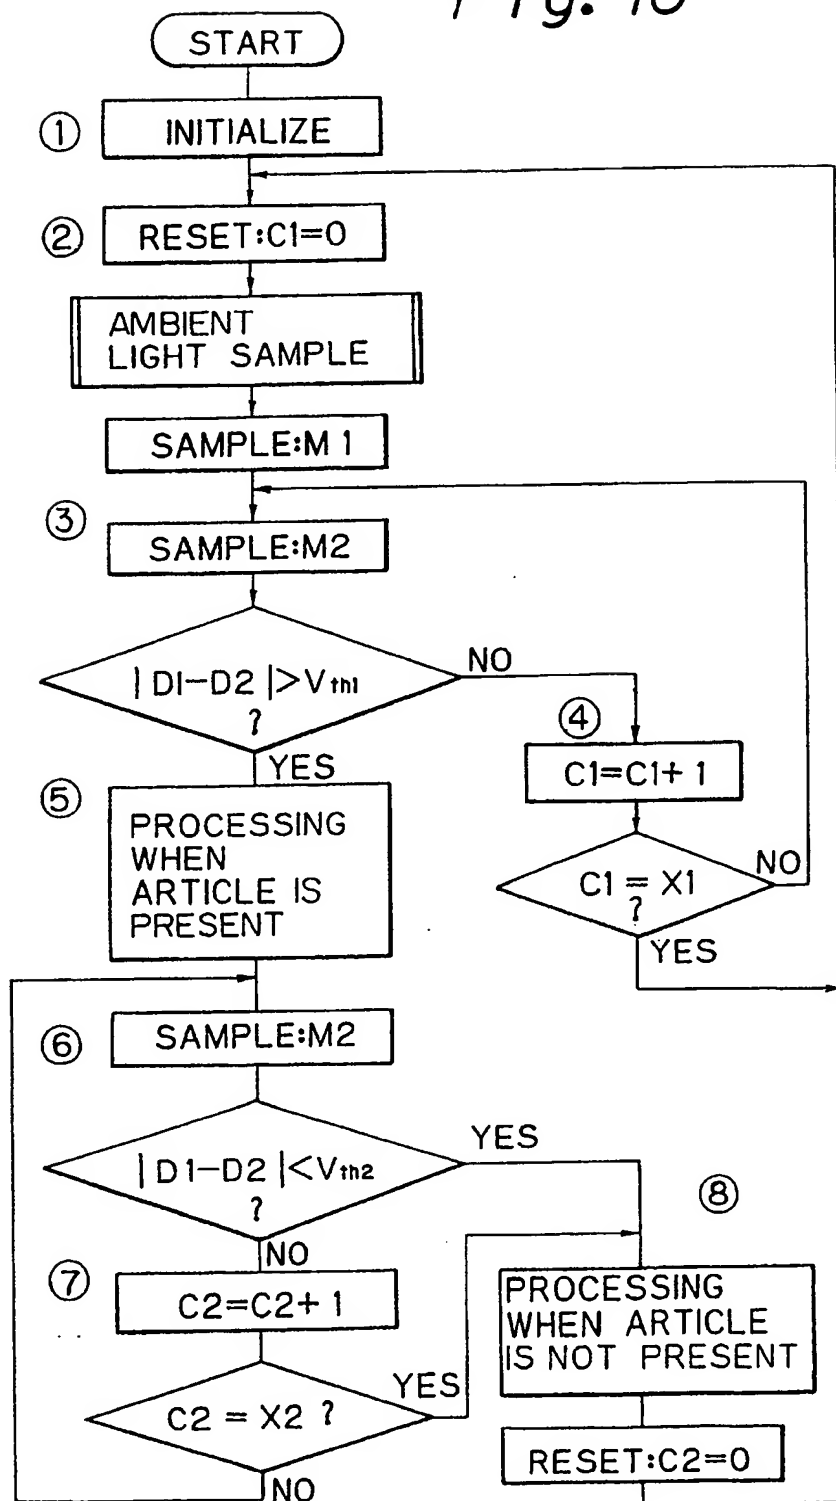 START
① INITIALIZE
② RESET:C1=0
AMBIENT
LIGHT SAMPLE
SAMPLE:M1
③
SAMPLE:M2
|D1-D2|>Vth1
?
NO
YES
④
C1=C1+1
C1=X1
?
NO
YES
⑤
PROCESSING
WHEN
ARTICLE IS
PRESENT
⑥ SAMPLE:M2
|D1-D2|<Vth2
?
YES
NO
⑦ C2=C2+1
C2=X2 ?
YES
NO
⑧
PROCESSING
WHEN ARTICLE
IS NOT PRESENT
RESET:C2=0